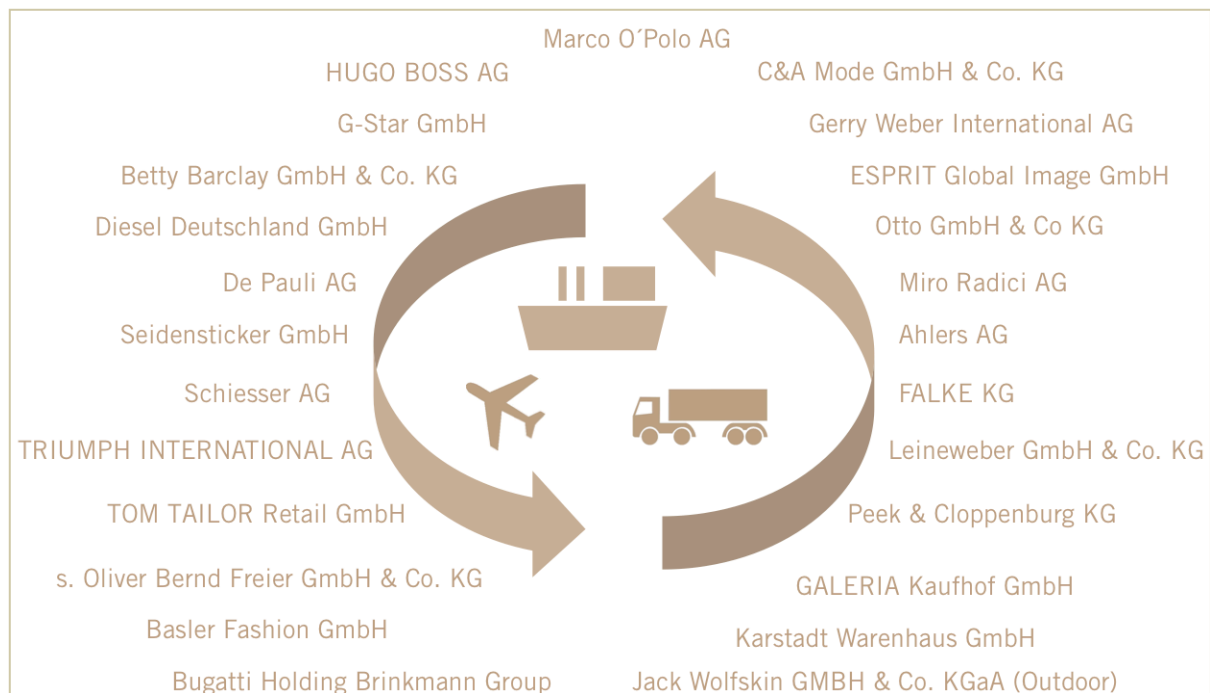 Marco O´Polo AG
HUGO BOSS AG
C&A Mode GmbH & Co. KG
G-Star GmbH
Gerry Weber International AG
Betty Barclay GmbH & Co. KG
ESPRIT Global Image GmbH
Diesel Deutschland GmbH
Otto GmbH & Co KG
De Pauli AG
Miro Radici AG
Seidensticker GmbH
Ahlers AG
Schiesser AG
FALKE KG
TRIUMPH INTERNATIONAL AG
Leineweber GmbH & Co. KG
TOM TAILOR Retail GmbH
Peek & Cloppenburg KG
s. Oliver Bernd Freier GmbH & Co. KG
GALERIA Kaufhof GmbH
Basler Fashion GmbH
Karstadt Warenhaus GmbH
Bugatti Holding Brinkmann Group
Jack Wolfskin GMBH & Co. KGaA (Outdoor)